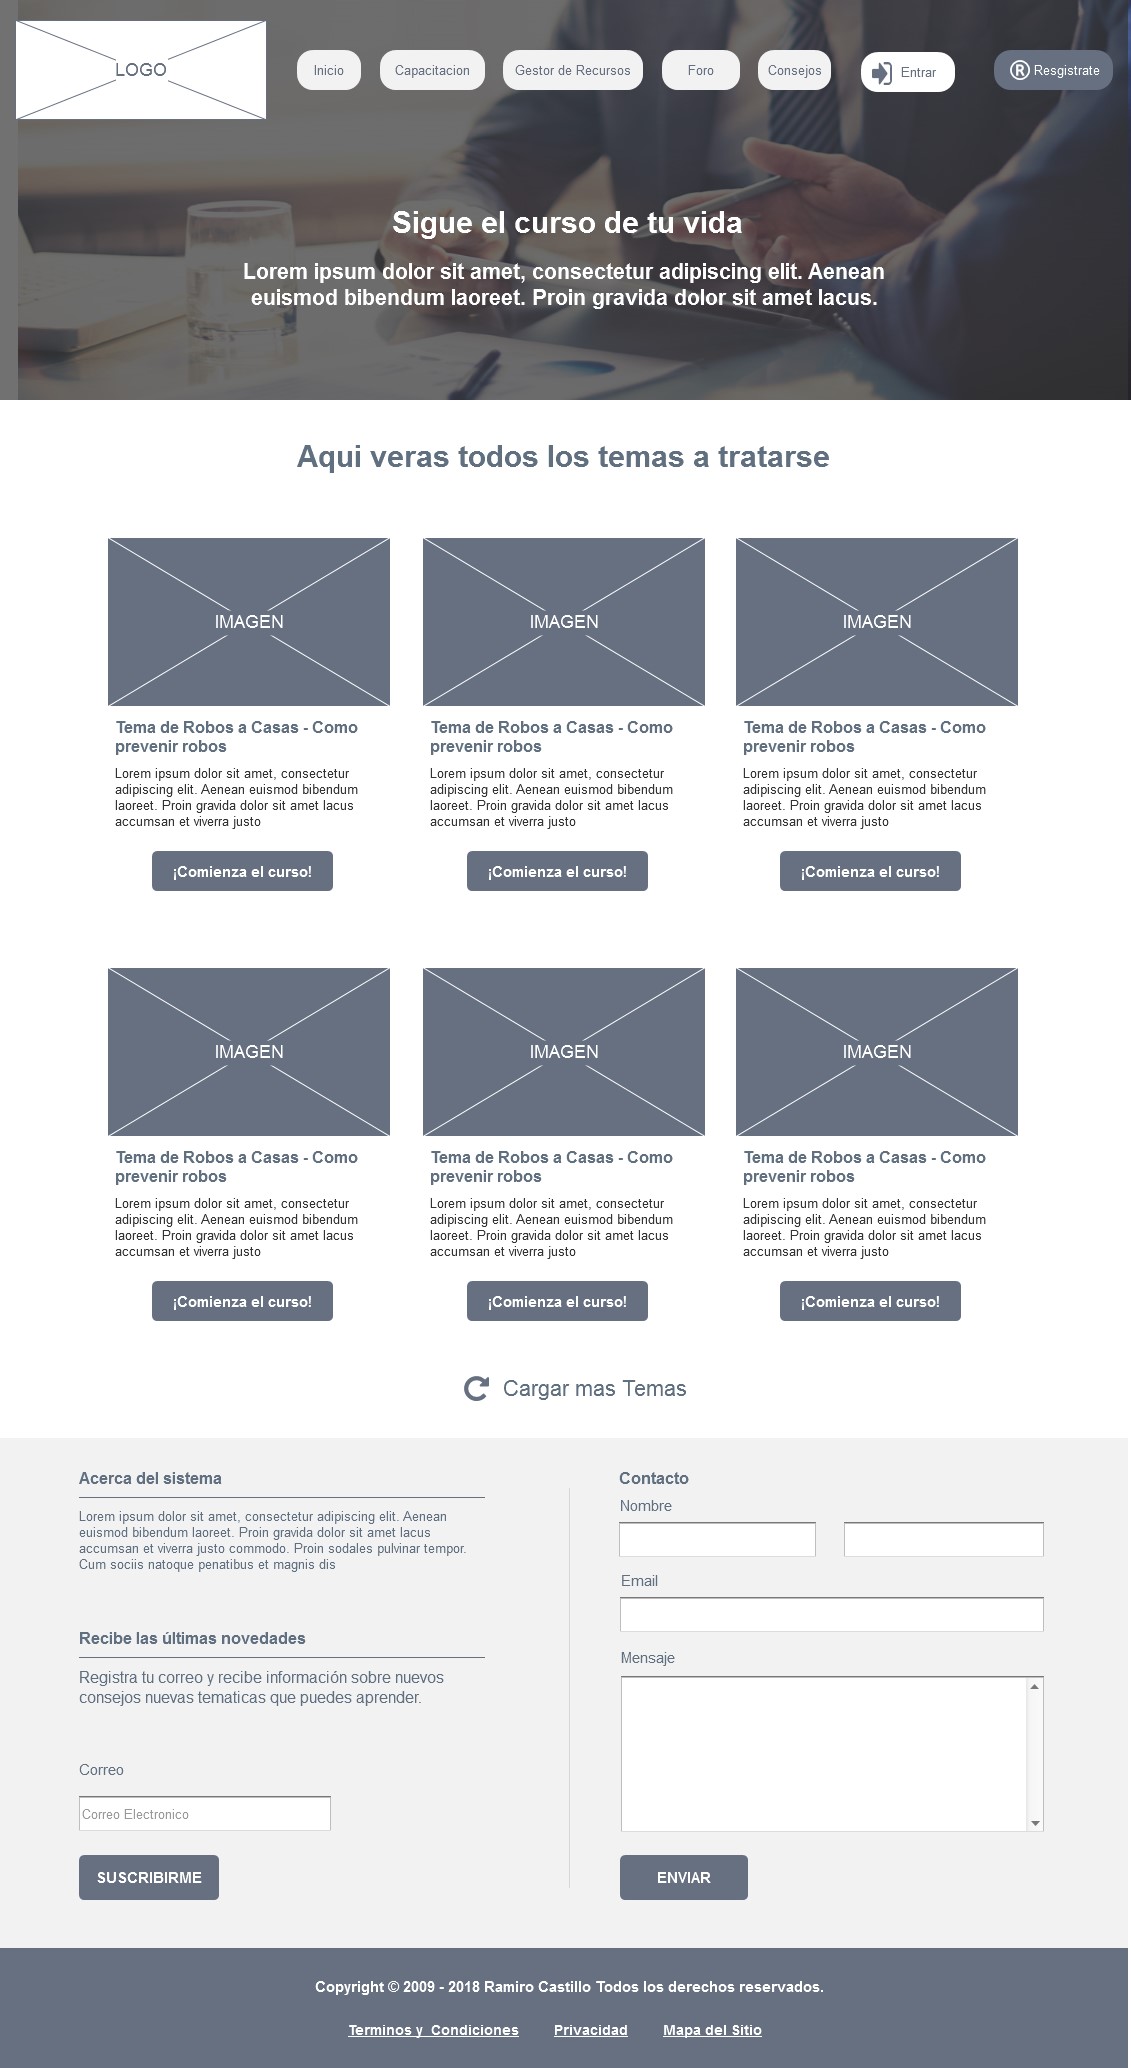 LOGO
Inicio
Capacitacion
Gestor de Recursos
Foro
Consejos
Entrar
® Resgistrate
Sigue el curso de tu vida
Lorem ipsum dolor sit amet, consectetur adipiscing elit. Aenean
euismod bibendum laoreet. Proin gravida dolor sit amet lacus.
Aqui veras todos los temas a tratarse
IMAGEN
Tema de Robos a Casas - Como
prevenir robos
Lorem ipsum dolor sit amet, consectetur
adipiscing elit. Aenean euismod bibendum
laoreet. Proin gravida dolor sit amet lacus
accumsan et viverra justo
¡Comienza el curso!
IMAGEN
Tema de Robos a Casas - Como
prevenir robos
Lorem ipsum dolor sit amet, consectetur
adipiscing elit. Aenean euismod bibendum
laoreet. Proin gravida dolor sit amet lacus
accumsan et viverra justo
¡Comienza el curso!
IMAGEN
Tema de Robos a Casas - Como
prevenir robos
Lorem ipsum dolor sit amet, consectetur
adipiscing elit. Aenean euismod bibendum
laoreet. Proin gravida dolor sit amet lacus
accumsan et viverra justo
¡Comienza el curso!
IMAGEN
Tema de Robos a Casas - Como
prevenir robos
Lorem ipsum dolor sit amet, consectetur
adipiscing elit. Aenean euismod bibendum
laoreet. Proin gravida dolor sit amet lacus
accumsan et viverra justo
¡Comienza el curso!
IMAGEN
Tema de Robos a Casas - Como
prevenir robos
Lorem ipsum dolor sit amet, consectetur
adipiscing elit. Aenean euismod bibendum
laoreet. Proin gravida dolor sit amet lacus
accumsan et viverra justo
¡Comienza el curso!
IMAGEN
Tema de Robos a Casas - Como
prevenir robos
Lorem ipsum dolor sit amet, consectetur
adipiscing elit. Aenean euismod bibendum
laoreet. Proin gravida dolor sit amet lacus
accumsan et viverra justo
¡Comienza el curso!
Cargar mas Temas
Acerca del sistema
Lorem ipsum dolor sit amet, consectetur adipiscing elit. Aenean
euismod bibendum laoreet. Proin gravida dolor sit amet lacus
accumsan et viverra justo commodo. Proin sodales pulvinar tempor.
Cum sociis natoque penatibus et magnis dis
Recibe las últimas novedades
Registra tu correo y recibe información sobre nuevos
consejos nuevas tematicas que puedes aprender.
Correo
Correo Electronico
SUSCRIBIRME
Contacto
Nombre
Email
Mensaje
ENVIAR
Copyright © 2009 - 2018 Ramiro Castillo Todos los derechos reservados.
Terminos y  Condiciones
Privacidad
Mapa del Sitio